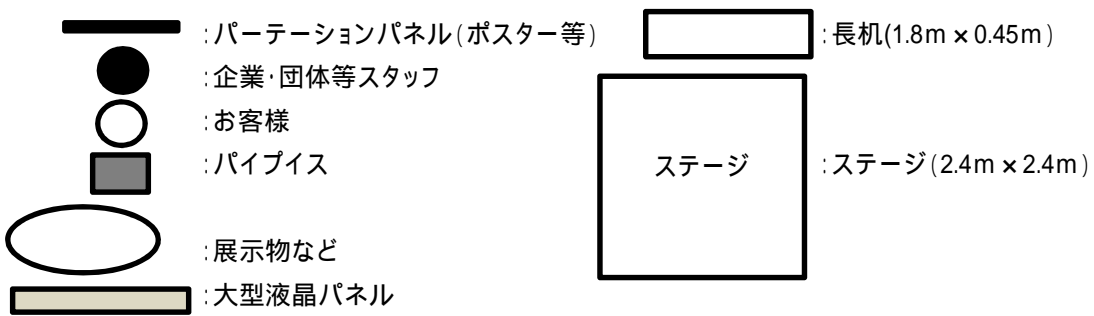 :パーテーションパネル(ポスター等)
:企業・団体等スタッフ
:お客様
:パイプイス
:展示物など
:大型液晶パネル
:長机(1.8m×0.45m)
ステージ
:ステージ(2.4m×2.4m)